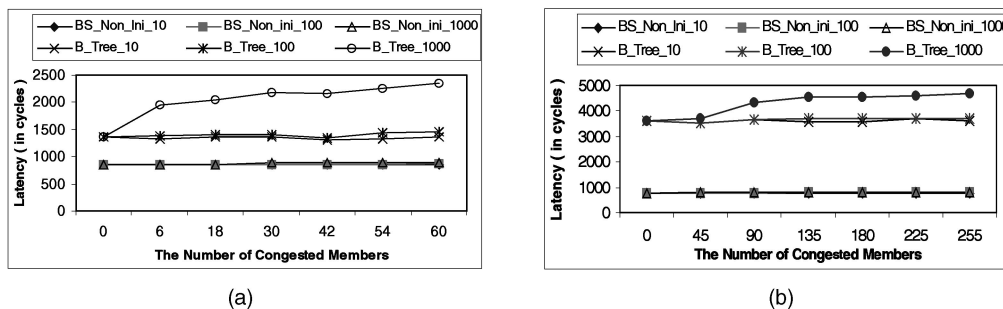 BS_Non_Ini_10 BS_Non_ini_100 BS_Non_ini_1000
B_Tree_10 B_Tree_100 B_Tree_1000
2500
2000
1500
1000
500
0
Latency ( in cycles)
0 6 18 30 42 54 60
The Number of Congested Members
(a)
BS_Non_Ini_10 BS_Non_ini_100 BS_Non_ini_1000
B_Tree_10 B_Tree_100 B_Tree_1000
5000
4000
3000
2000
1000
0
Latency ( in cycles)
0 45 90 135 180 225 255
The Number of Congested Members
(b)